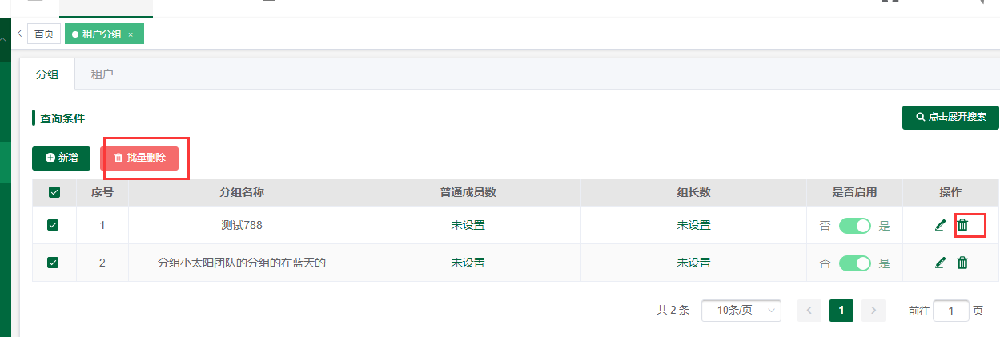 首页 租户分组 ×
分组 租户
查询条件 点击展开搜索
新增 批量删除
序号 分组名称 普通成员数 组长数 是否启用 操作
1 测试788 未设置 未设置 否 是
2 分组小太阳团队的分组的在蓝天的 未设置 未设置 否 是
共 2 条 10条/页 1 前往 1 页